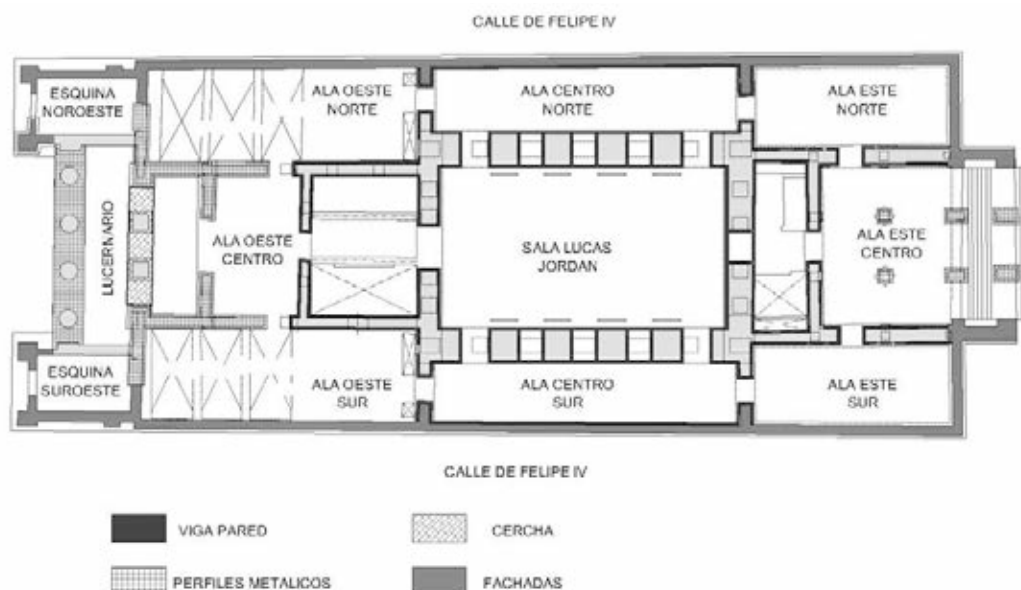 CALLE DE FELIPE IV
ESQUINA
NOROESTE
ALA OESTE
NORTE
ALA CENTRO
NORTE
ALA ESTE
NORTE
LUCERNARIO
ALA OESTE
CENTRO
SALA LUCAS
JORDAN
ALA ESTE
CENTRO
ESQUINA
SUROESTE
ALA OESTE
SUR
ALA CENTRO
SUR
ALA ESTE
SUR
CALLE DE FELIPE IV
VIGA PARED
CERCHA
PERFILES METALICOS
FACHADAS